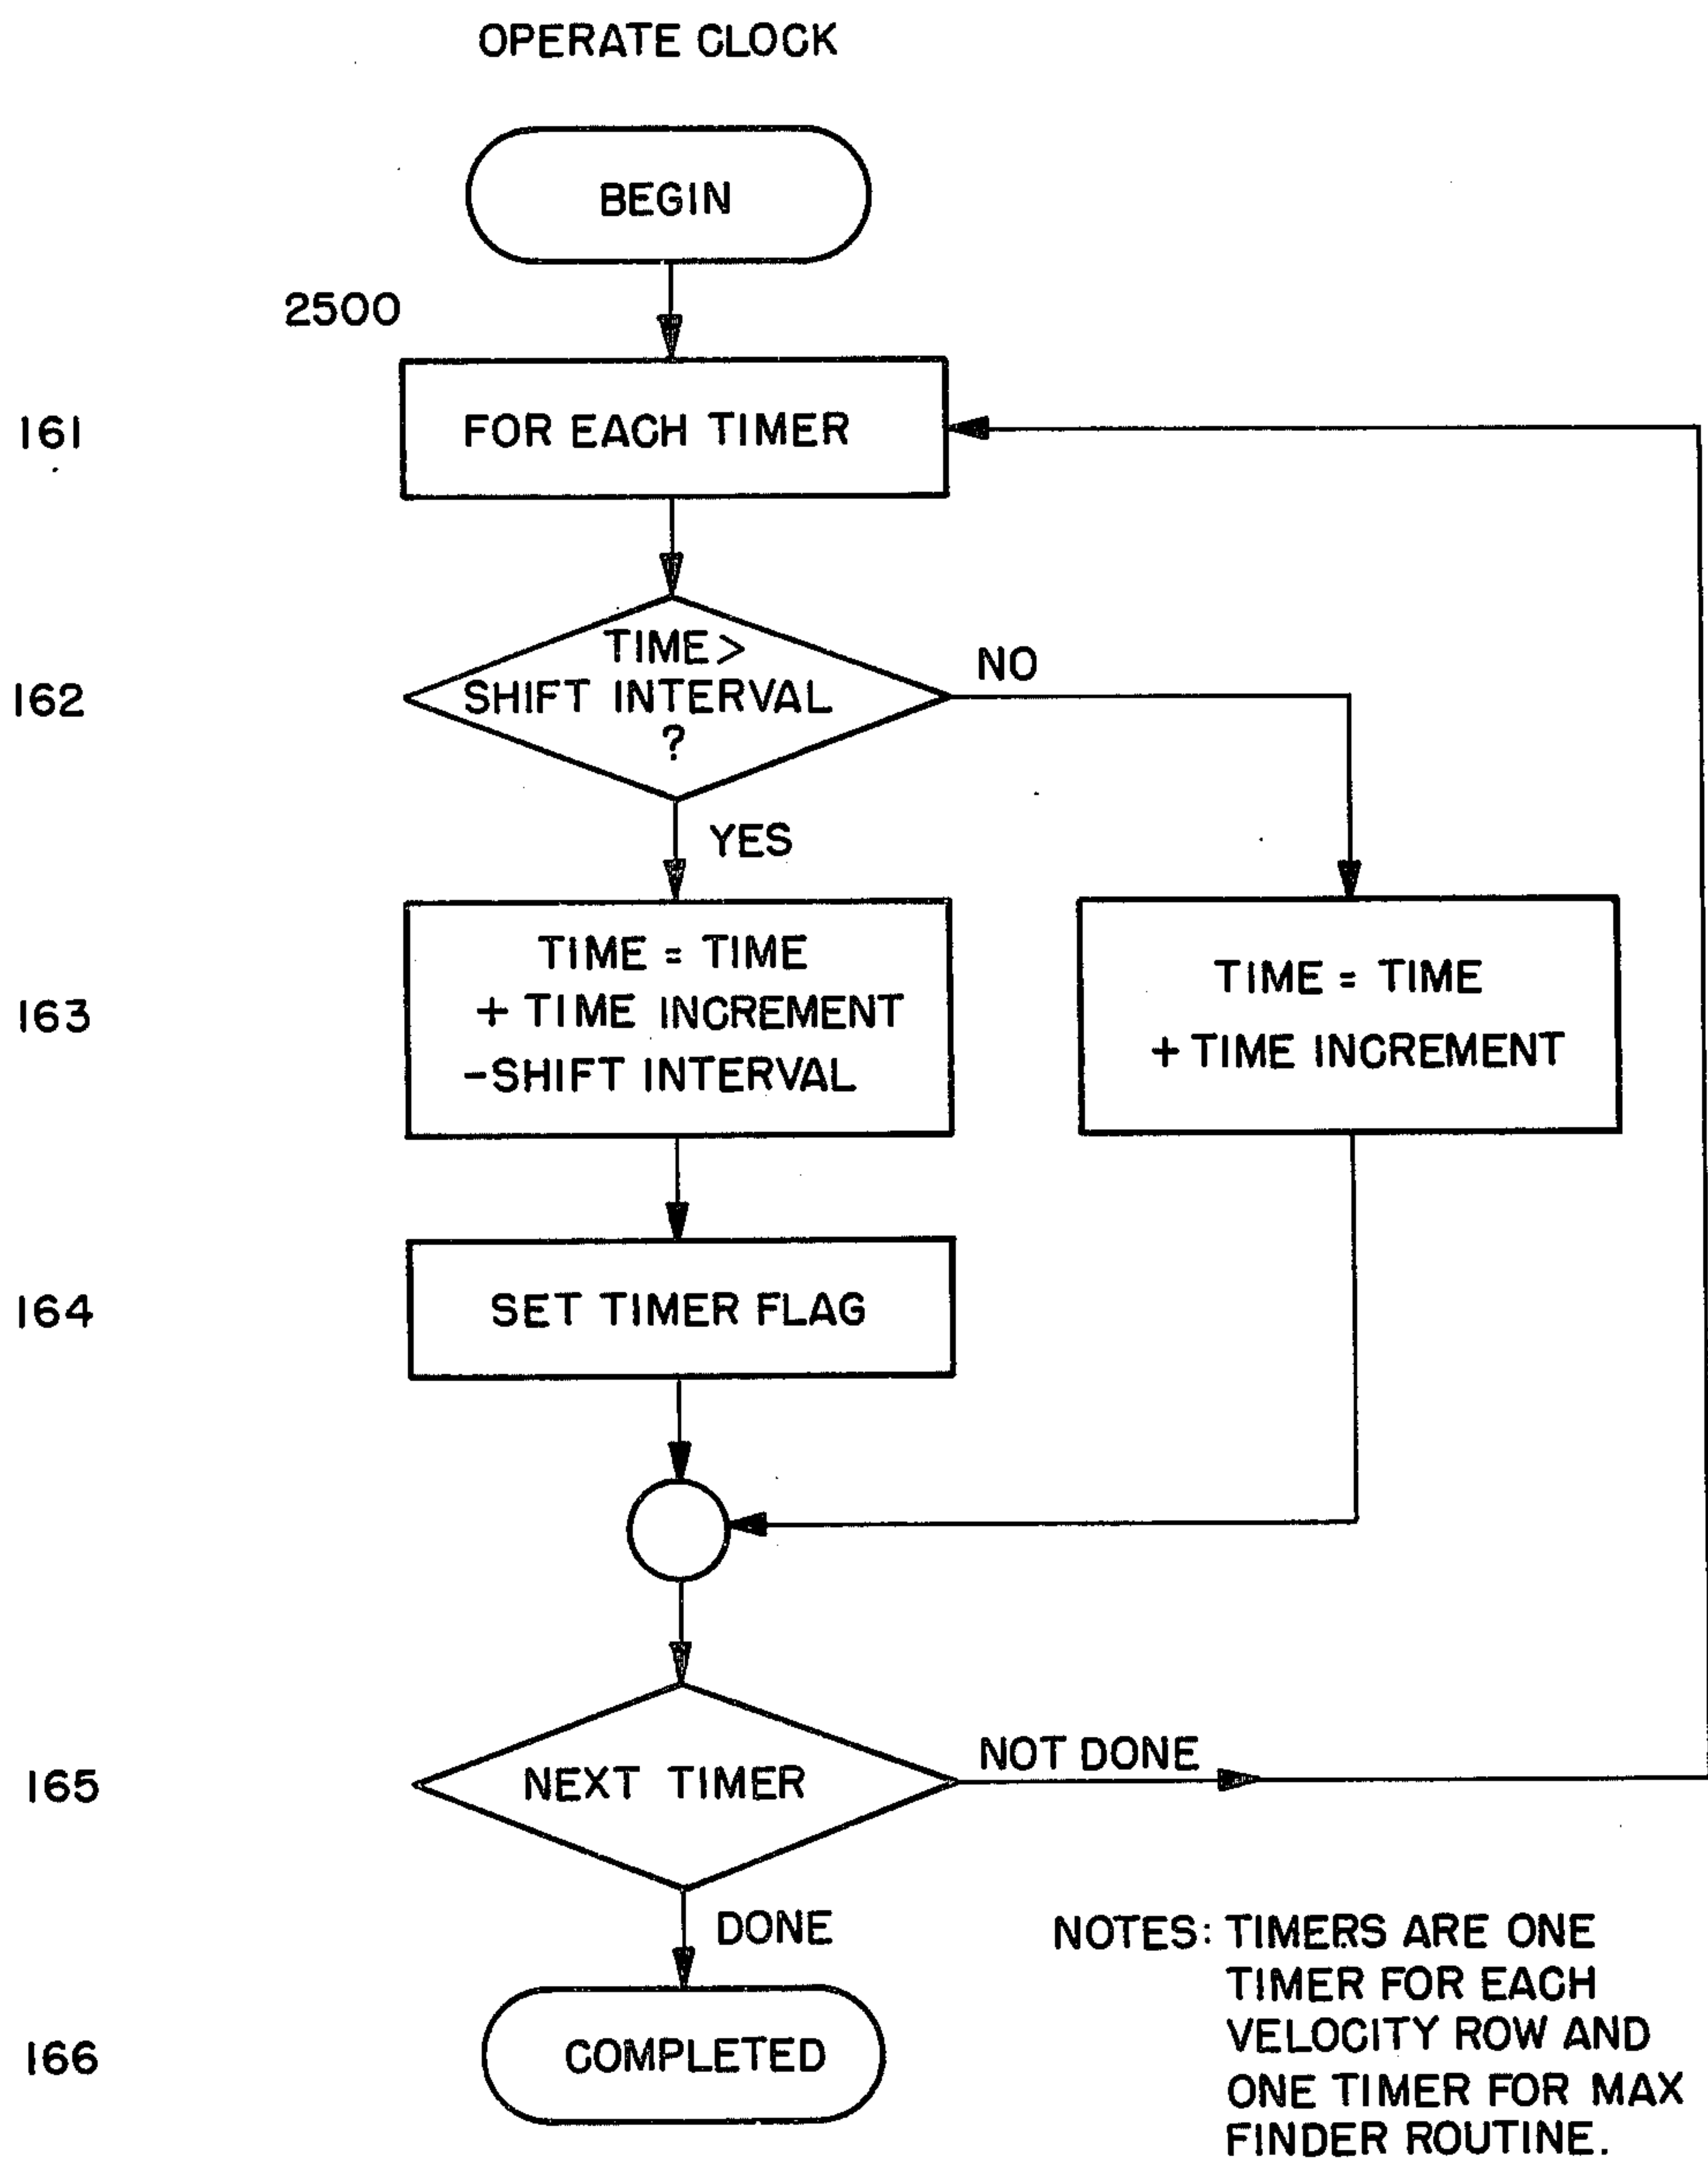 OPERATE CLOCK
BEGIN
2500
161
FOR EACH TIMER
162
TIME >
SHIFT INTERVAL
?
NO
YES
163
TIME = TIME
+ TIME INCREMENT
-SHIFT INTERVAL
TIME = TIME
+ TIME INCREMENT
164
SET TIMER FLAG
165
NEXT TIMER
NOT DONE
DONE
166
COMPLETED
NOTES: TIMERS ARE ONE
TIMER FOR EACH
VELOCITY ROW AND
ONE TIMER FOR MAX
FINDER ROUTINE.